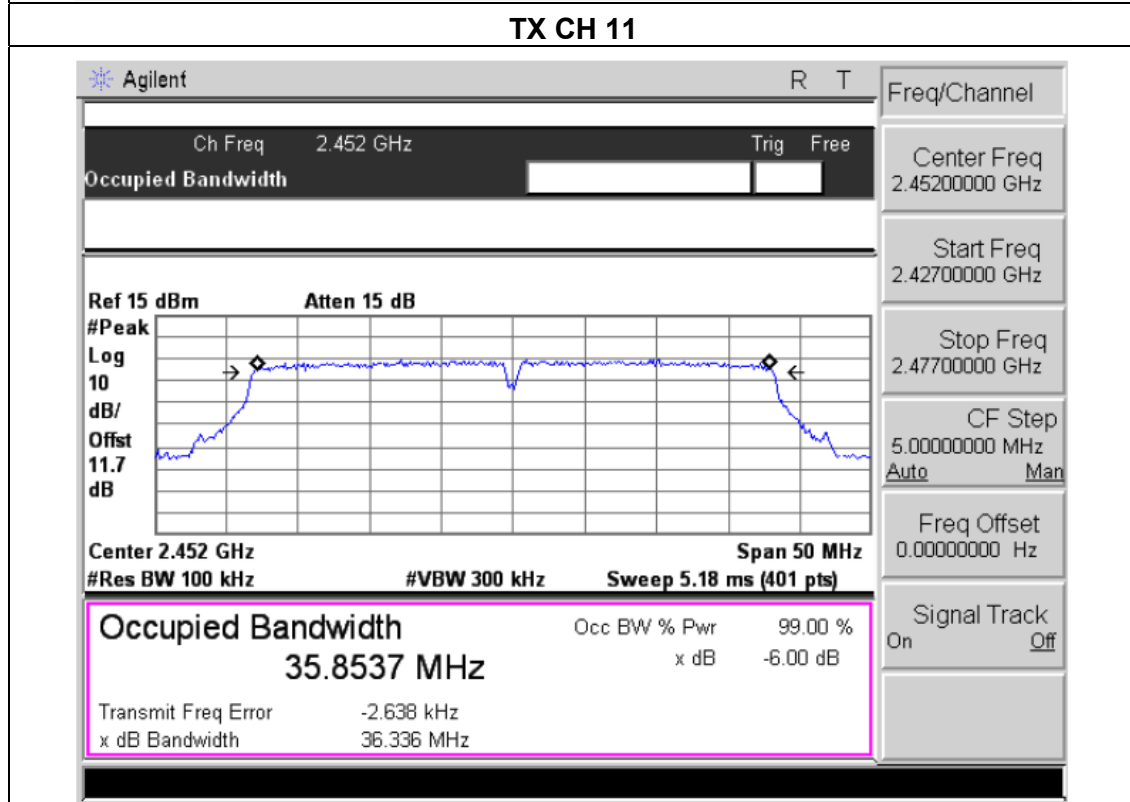 TX CH 11
Agilent R T
Freq/Channel
Ch Freq 2.452 GHz Trig Free
Occupied Bandwidth
Center Freq
2.45200000 GHz
Start Freq
2.42700000 GHz
Stop Freq
2.47700000 GHz
CF Step
5.00000000 MHz
Auto Man
Freq Offset
0.00000000 Hz
Signal Track
On Off
Ref 15 dBm Atten 15 dB
#Peak
Log
10
dB/
Offst
11.7
dB
Center 2.452 GHz Span 50 MHz
#Res BW 100 kHz #VBW 300 kHz Sweep 5.18 ms (401 pts)
Occupied Bandwidth Occ BW % Pwr 99.00 %
35.8537 MHz x dB -6.00 dB
Transmit Freq Error -2.638 kHz
x dB Bandwidth 36.336 MHz